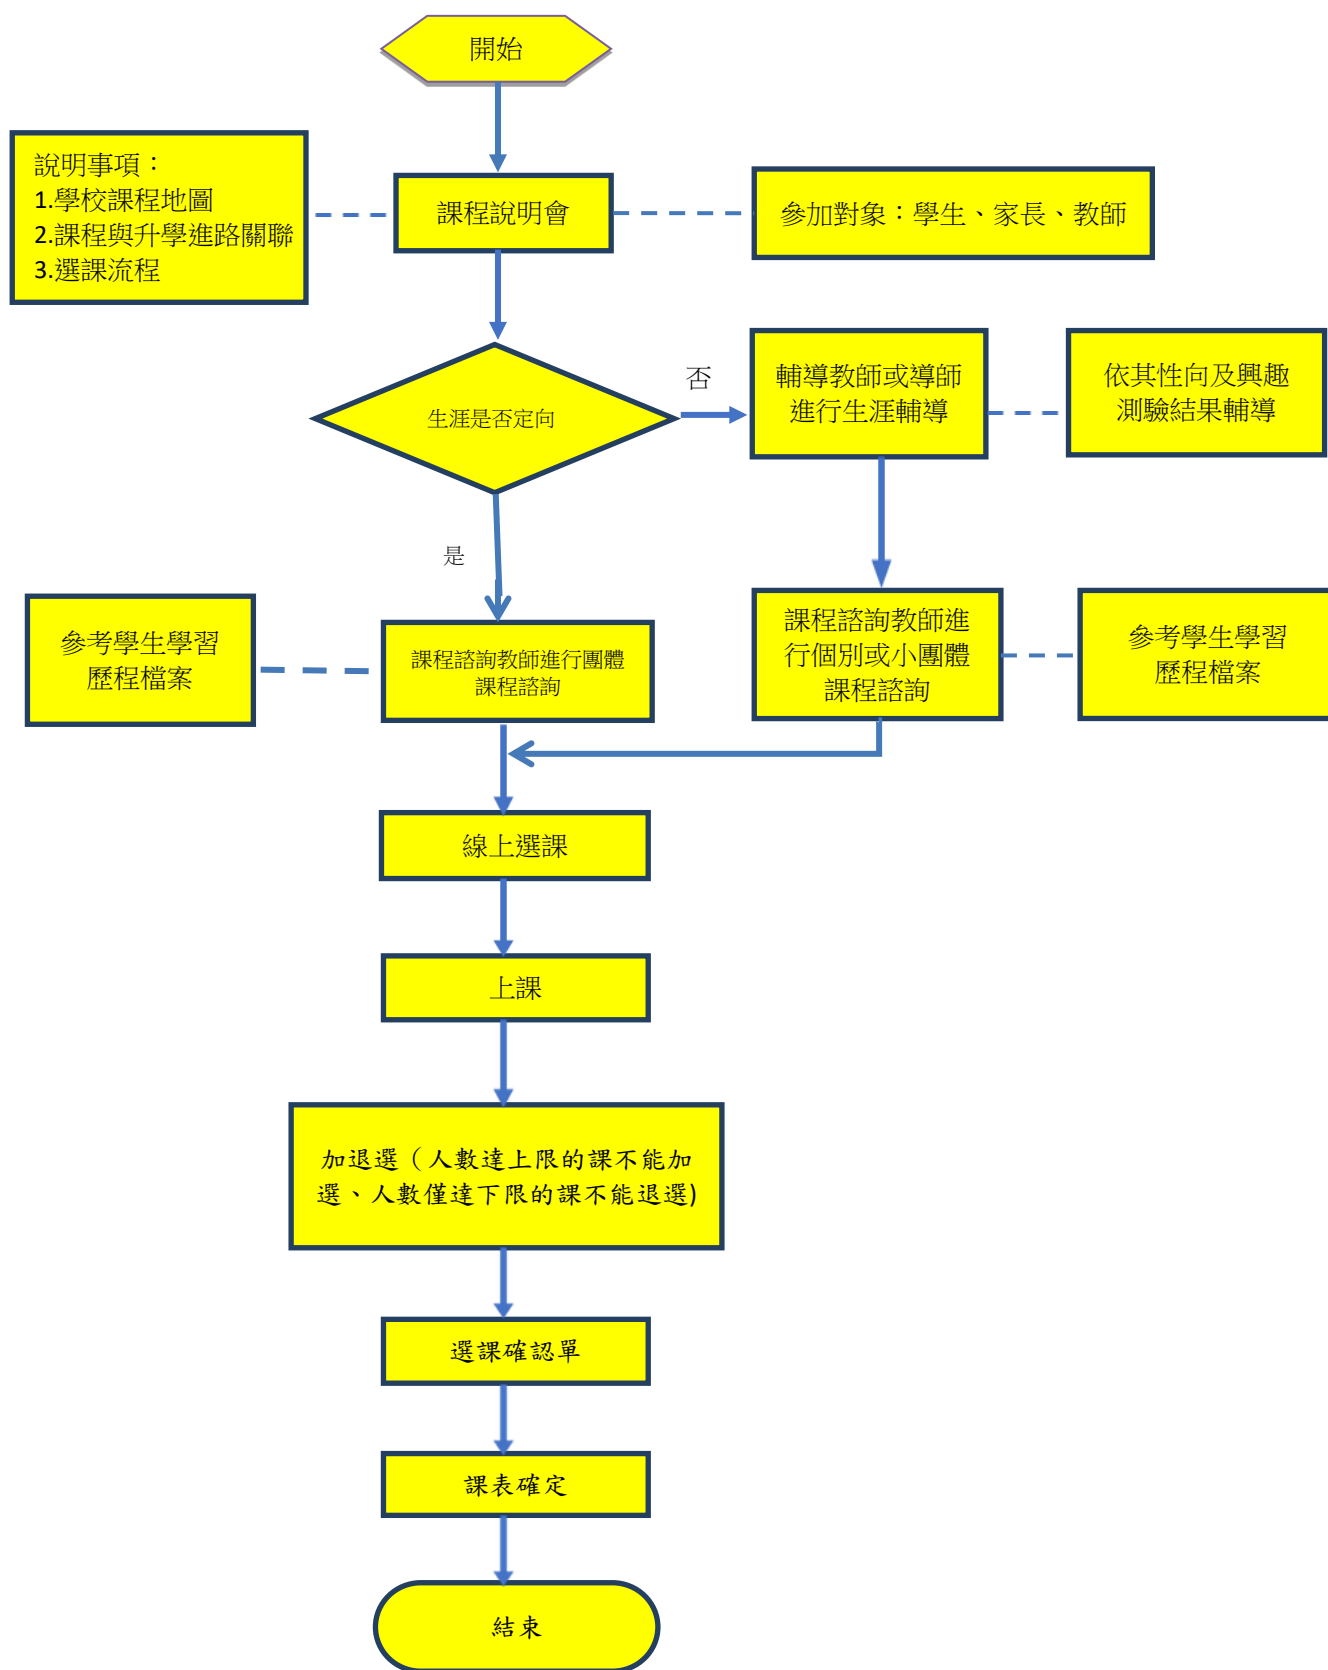 開始
說明事項：
1.學校課程地圖
2.課程與升學進路關聯
3.選課流程
課程說明會
參加對象：學生、家長、教師
生涯是否定向
否
輔導教師或導師
進行生涯輔導
依其性向及興趣
測驗結果輔導
是
參考學生學習
歷程檔案
課程諮詢教師進行團體
課程諮詢
課程諮詢教師進
行個別或小團體
課程諮詢
參考學生學習
歷程檔案
線上選課
上課
加退選（人數達上限的課不能加
選、人數僅達下限的課不能退選)
選課確認單
課表確定
結束